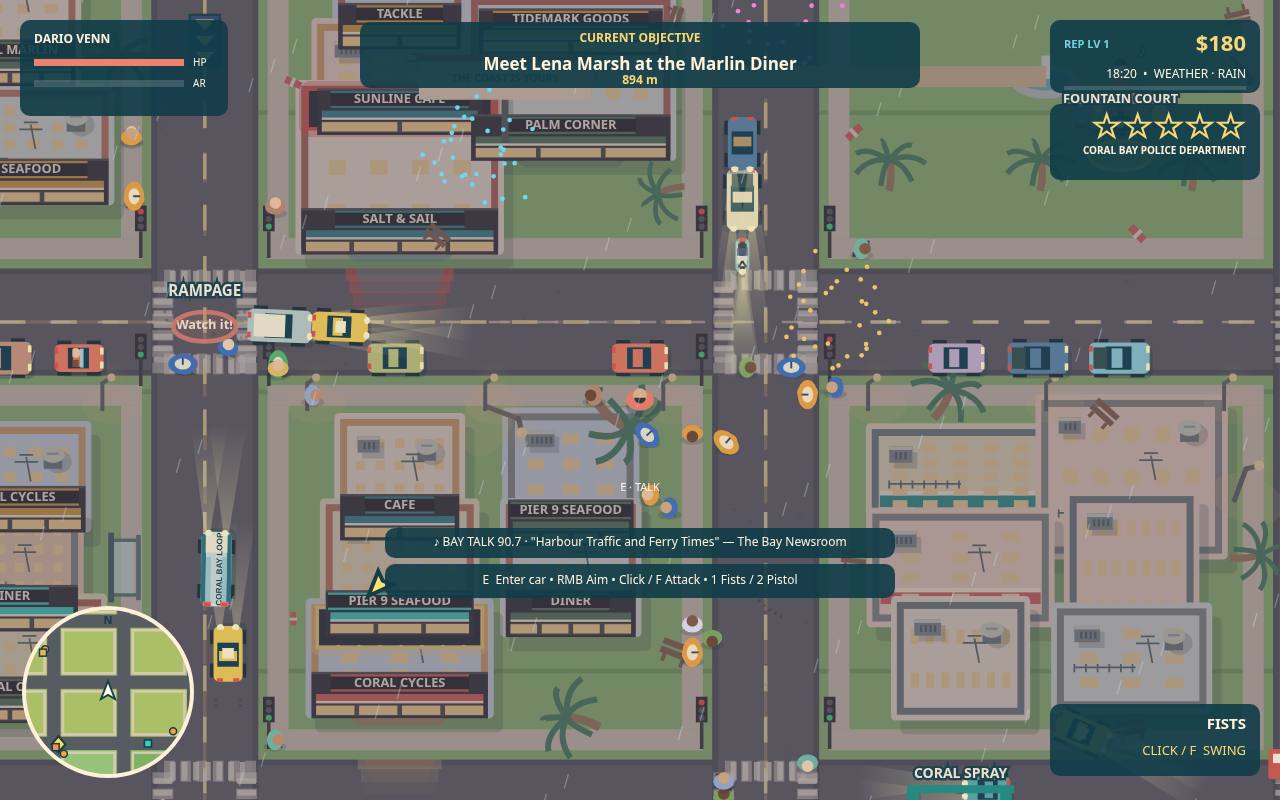 DARIO VENN
HP
AR
CURRENT OBJECTIVE
Meet Lena Marsh at the Marlin Diner
894 m
REP LV 1
$180
18:20 • WEATHER · RAIN
FOUNTAIN COURT
CORAL BAY POLICE DEPARTMENT
TACKLE
TIDEMARK GOODS
THE COAST IS YOURS
SUNLINE CAFE
PALM CORNER
SEAFOOD
SALT & SAIL
RAMPAGE
Watch it!
L CYCLES
CAFE
E · TALK
PIER 9 SEAFOOD
♪ BAY TALK 90.7 · "Harbour Traffic and Ferry Times" — The Bay Newsroom
E Enter car • RMB Aim • Click / F Attack • 1 Fists / 2 Pistol
CORAL BAY LOOP
INER
PIER 9 SEAFOOD
DINER
N
CORAL CYCLES
FISTS
CLICK / F SWING
CORAL SPRAY